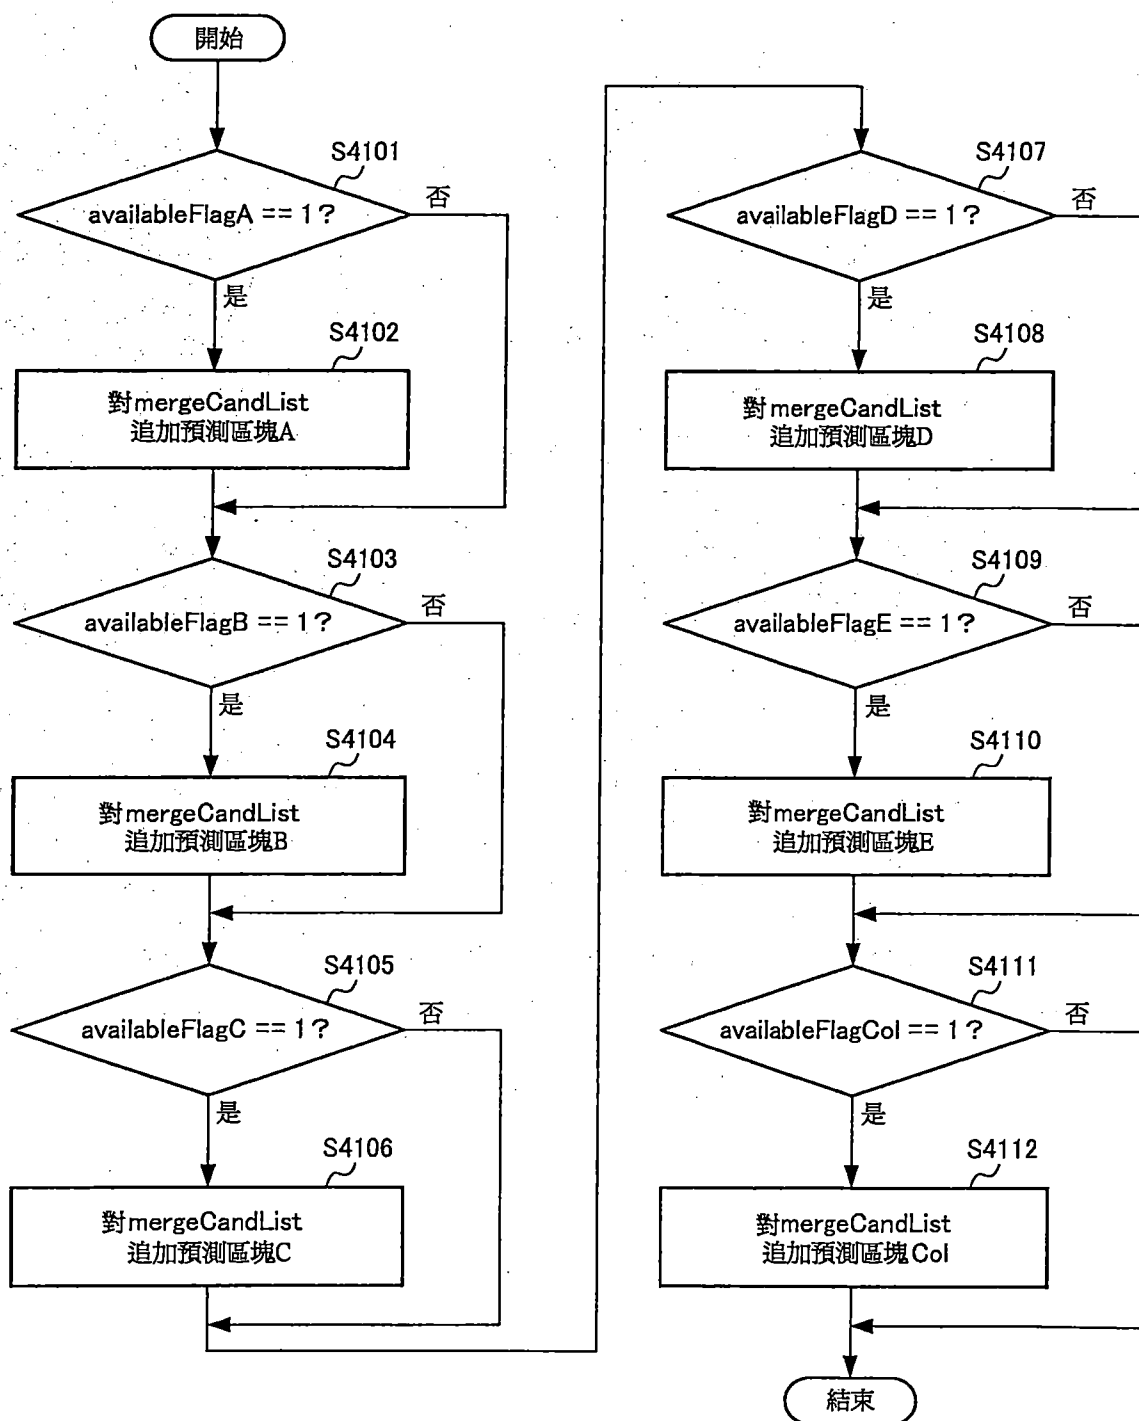 開始
S4101
availableFlagA == 1?
否
是
S4102
對mergeCandList
追加預測區塊A
S4103
availableFlagB == 1?
否
是
S4104
對mergeCandList
追加預測區塊B
S4105
availableFlagC == 1?
否
是
S4106
對mergeCandList
追加預測區塊C
S4107
availableFlagD == 1?
否
是
S4108
對mergeCandList
追加預測區塊D
S4109
availableFlagE == 1?
否
是
S4110
對mergeCandList
追加預測區塊E
S4111
availableFlagCol == 1?
否
是
S4112
對mergeCandList
追加預測區塊Col
結束